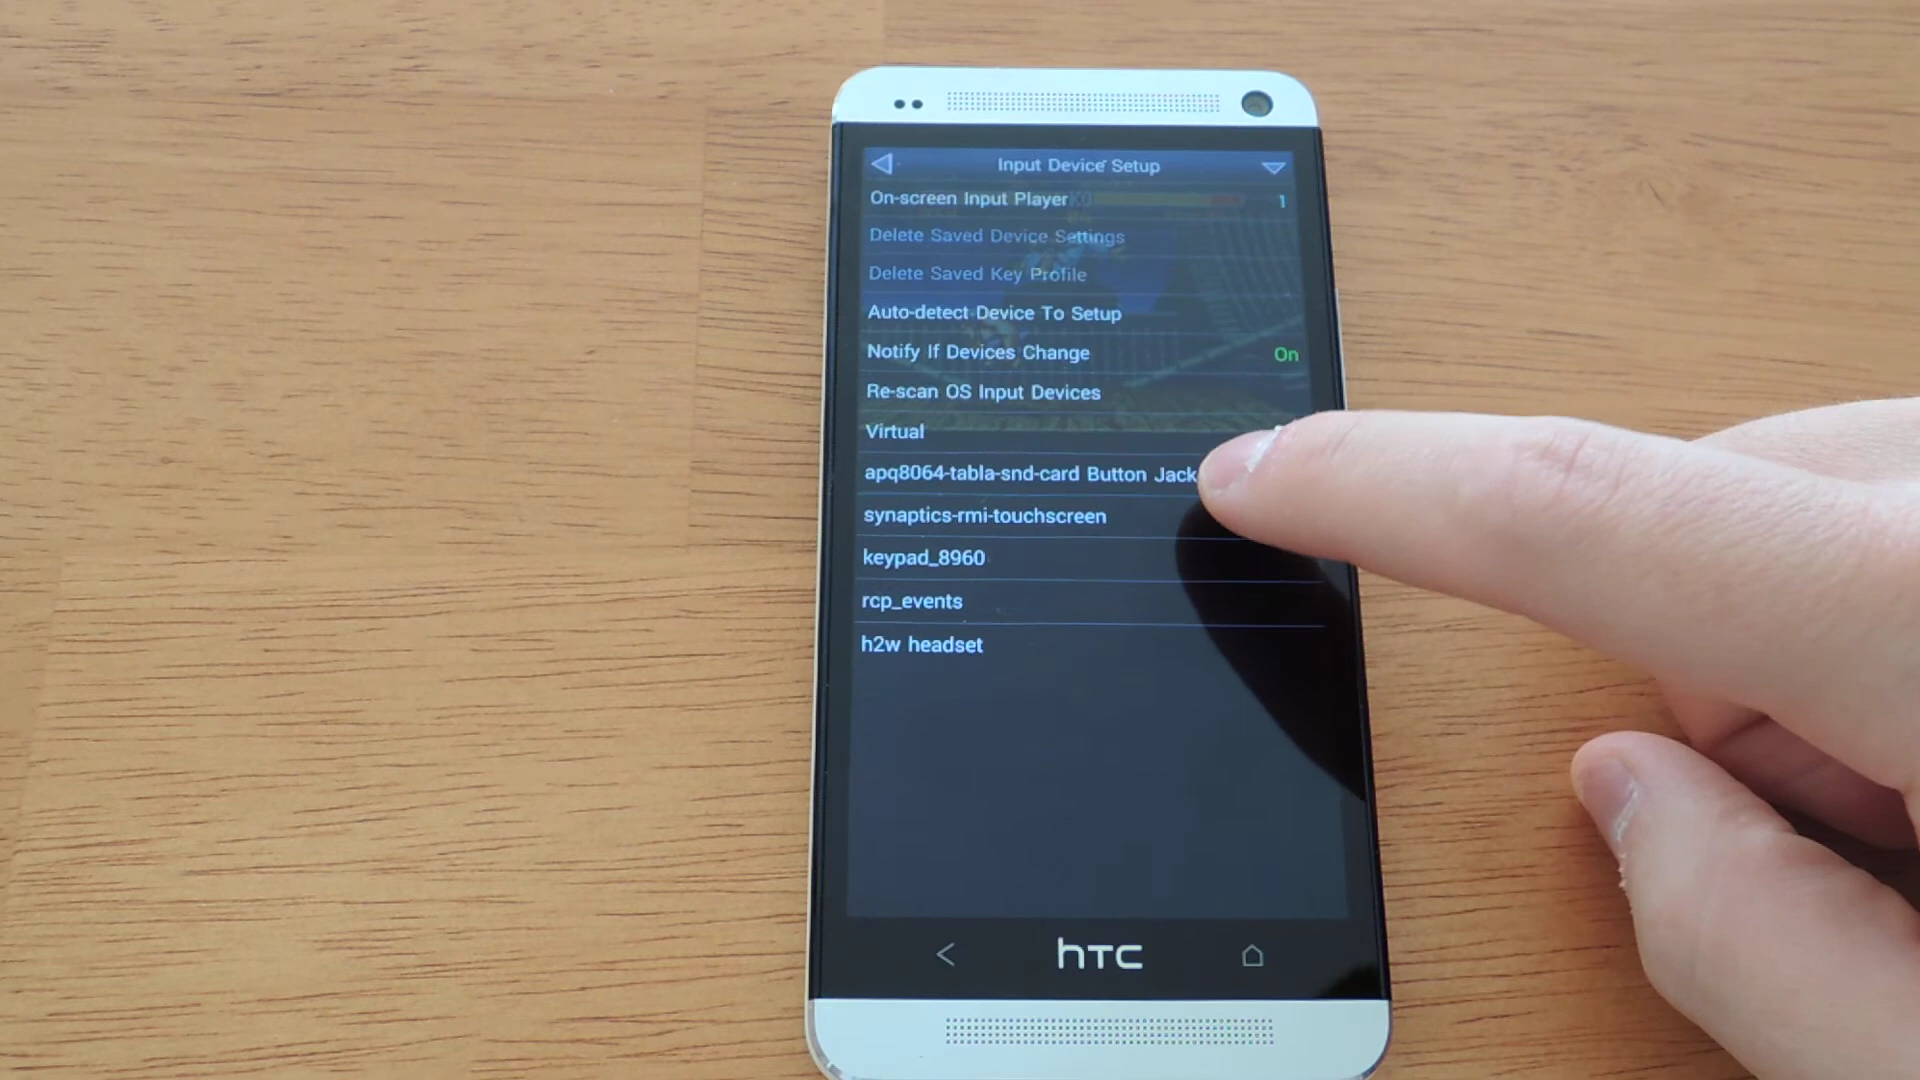 Input Device Setup
On-screen Input Player 1
Delete Saved Device Settings
Delete Saved Key Profile
Auto-detect Device To Setup
Notify If Devices Change On
Re-scan OS Input Devices
Virtual
apq8064-tabla-snd-card Button Jack
synaptics-rmi-touchscreen
keypad_8960
rcp_events
h2w headset
hTC